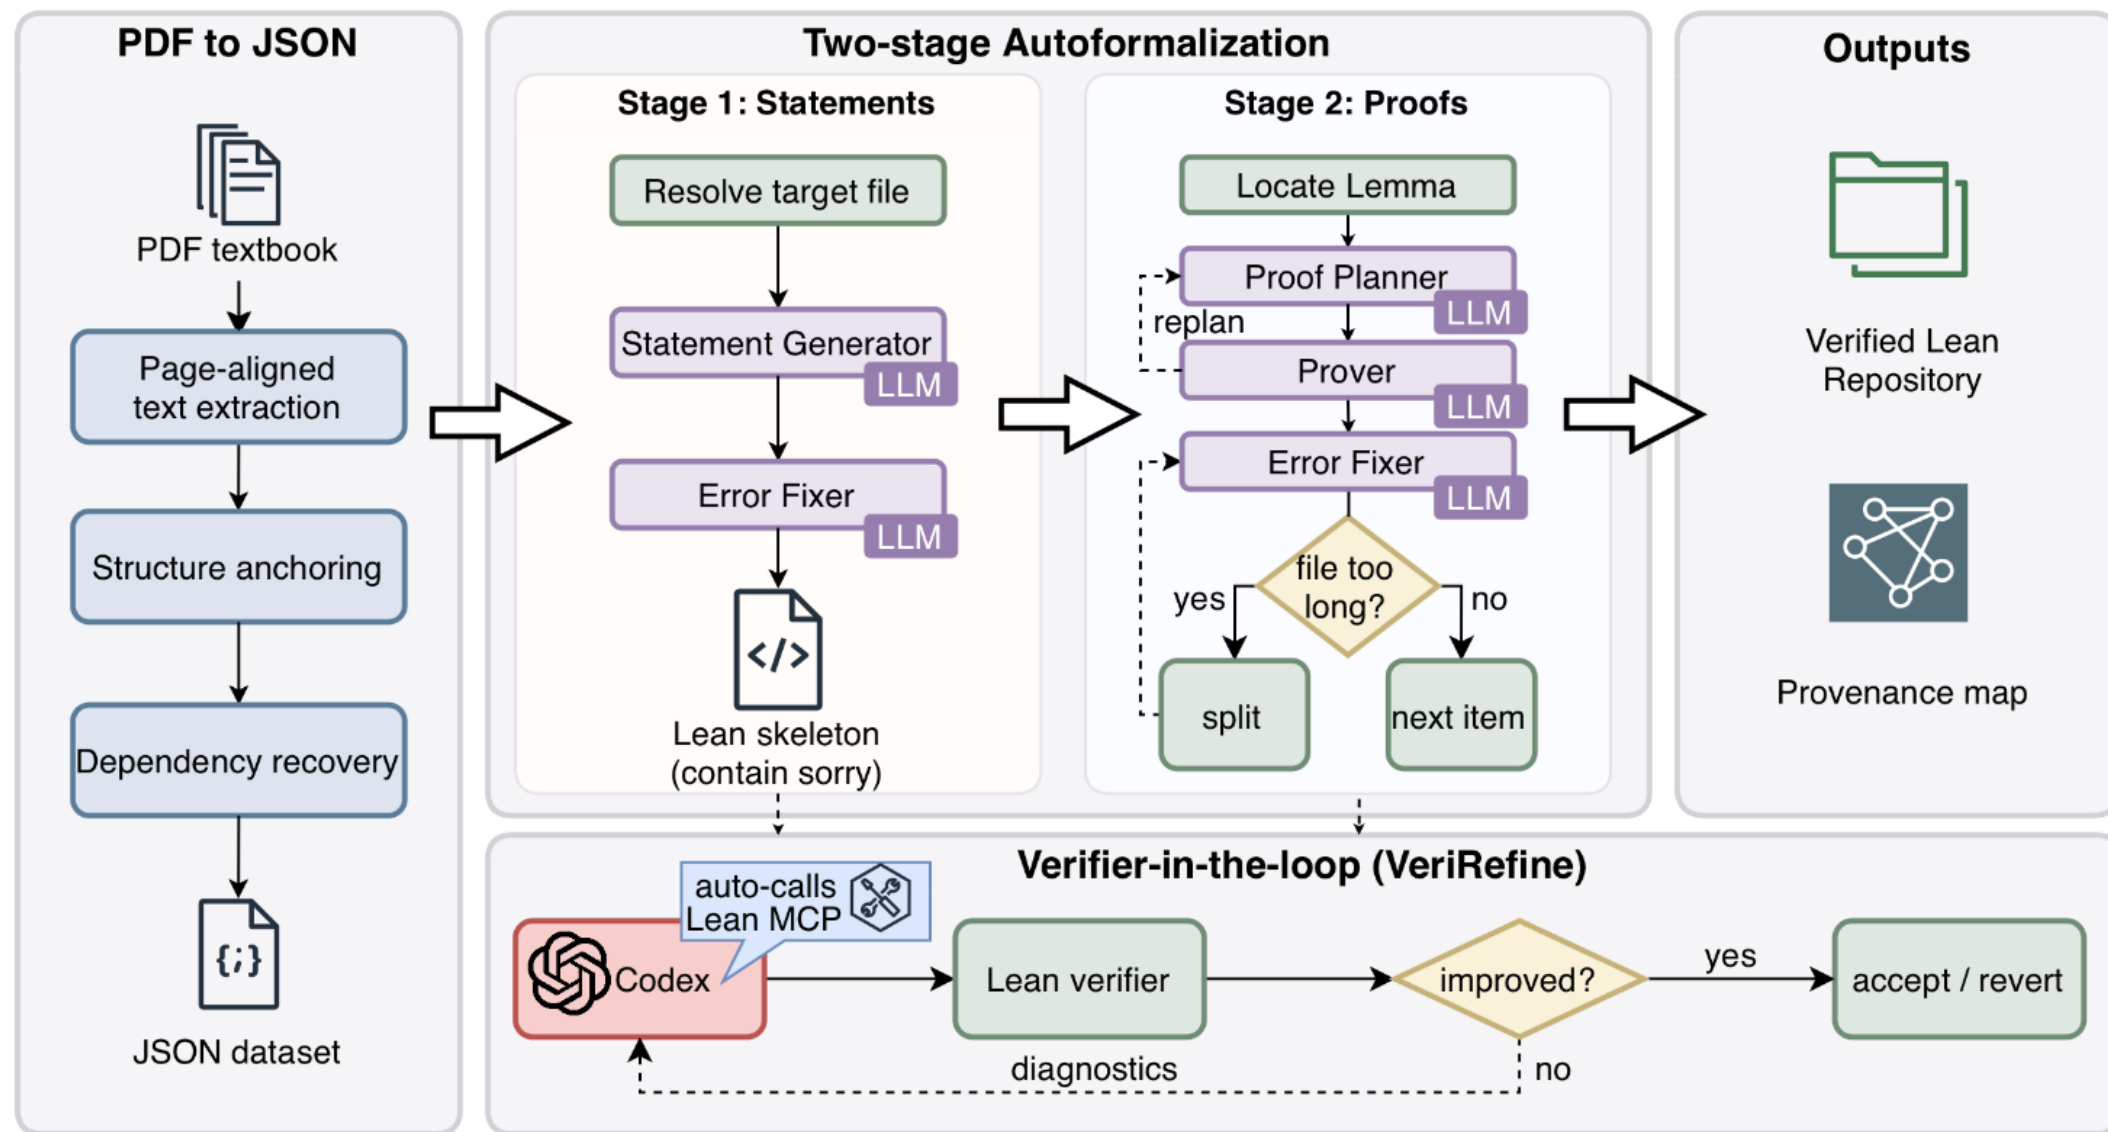 PDF to JSON
PDF textbook
Page-aligned
text extraction
Structure anchoring
Dependency recovery
{;}
JSON dataset
Two-stage Autoformalization
Stage 1: Statements
Resolve target file
Statement Generator
LLM
Error Fixer
LLM
</>
Lean skeleton
(contain sorry)
Stage 2: Proofs
Locate Lemma
Proof Planner
LLM
replan
Prover
LLM
Error Fixer
LLM
file too
long?
yes
no
split
next item
Outputs
Verified Lean
Repository
Provenance map
Verifier-in-the-loop (VeriRefine)
auto-calls
Lean MCP
Codex
Lean verifier
improved?
yes
accept / revert
diagnostics
no